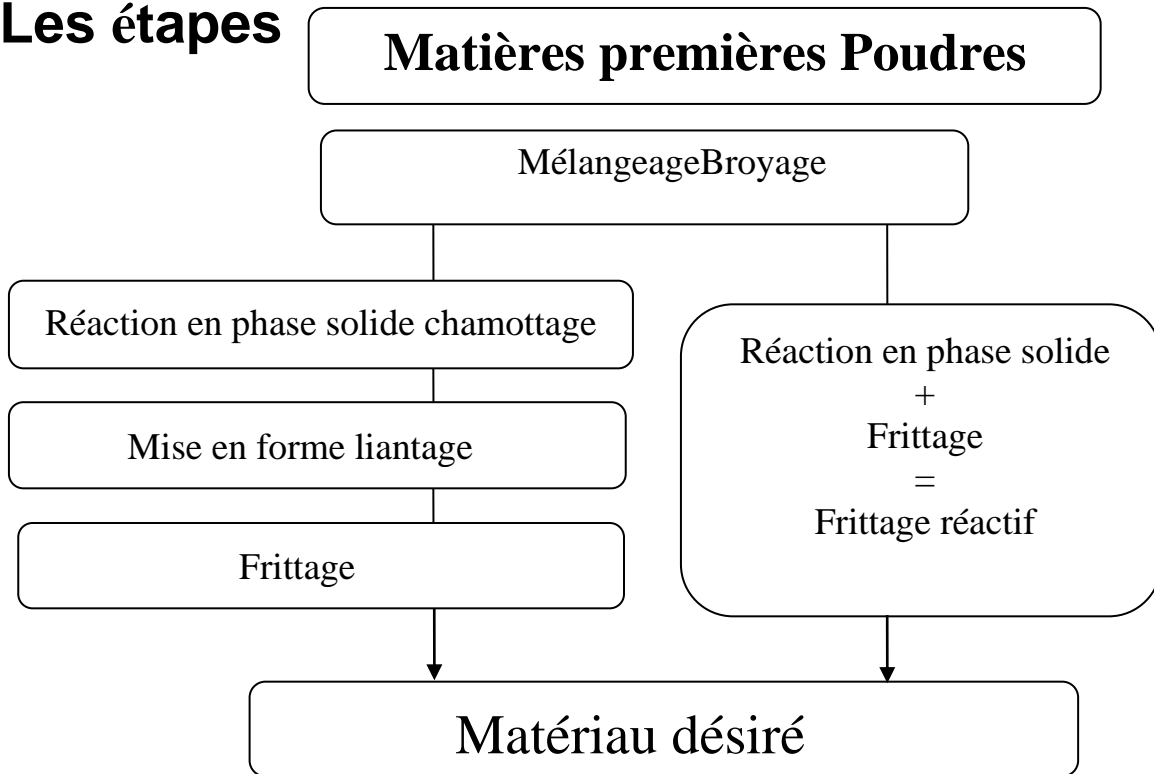 Les étapes
Matières premières Poudres
MélangeageBroyage
Réaction en phase solide chamottage
Mise en forme liantage
Frittage
Réaction en phase solide
+
Frittage
=
Frittage réactif
Matériau désiré